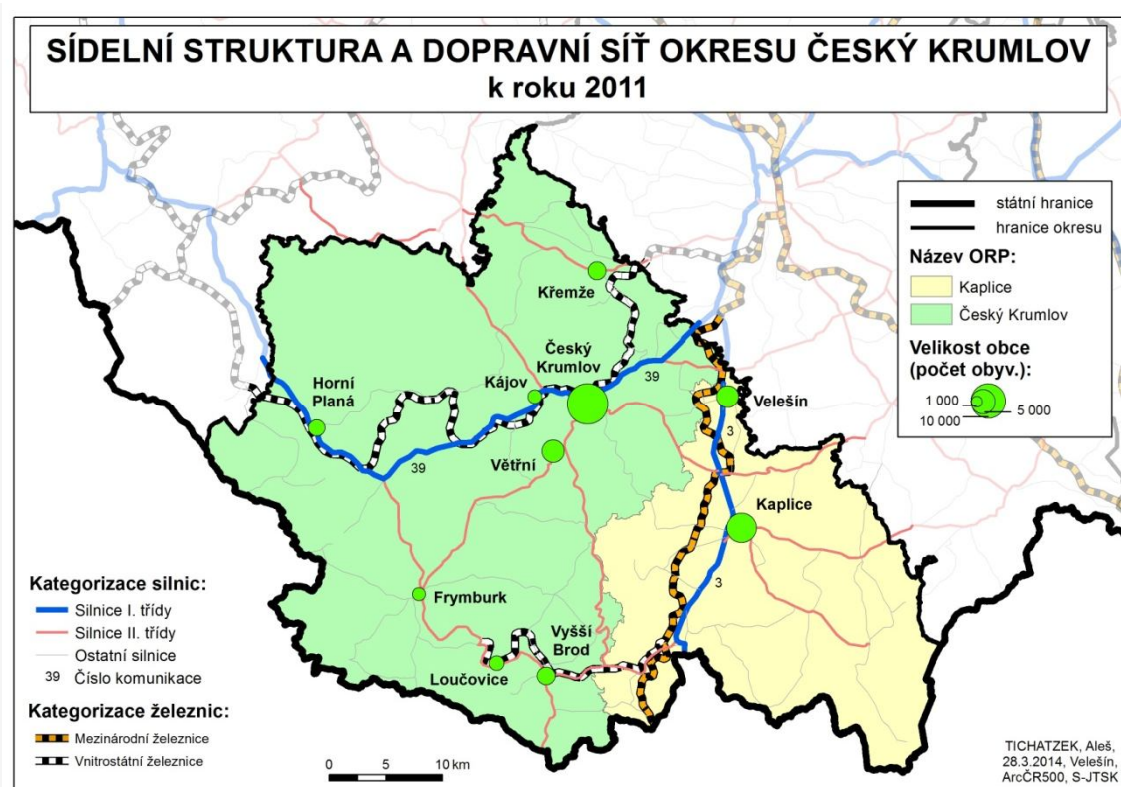 SÍDELNÍ STRUKTURA A DOPRAVNÍ SÍŤ OKRESU ČESKÝ KRUMLOV
k roku 2011
státní hranice
hranice okresu
Název ORP:
Kaplice
Český Krumlov
Velikost obce
(počet obyv.):
1 000
5 000
10 000
Křemže
Český
Krumlov
39
Kájov
Horní
Planá
Velešín
3
39
Větřní
Kaplice
3
Frymburk
Vyšší
Brod
Loučovice
Kategorizace silnic:
Silnice I. třídy
Silnice II. třídy
Ostatní silnice
39 Číslo komunikace
Kategorizace železnic:
Mezinárodní železnice
Vnitrostátní železnice
0 5 10 km
TICHATZEK, Aleš,
28.3.2014, Velešín,
ArcČR500, S-JTSK